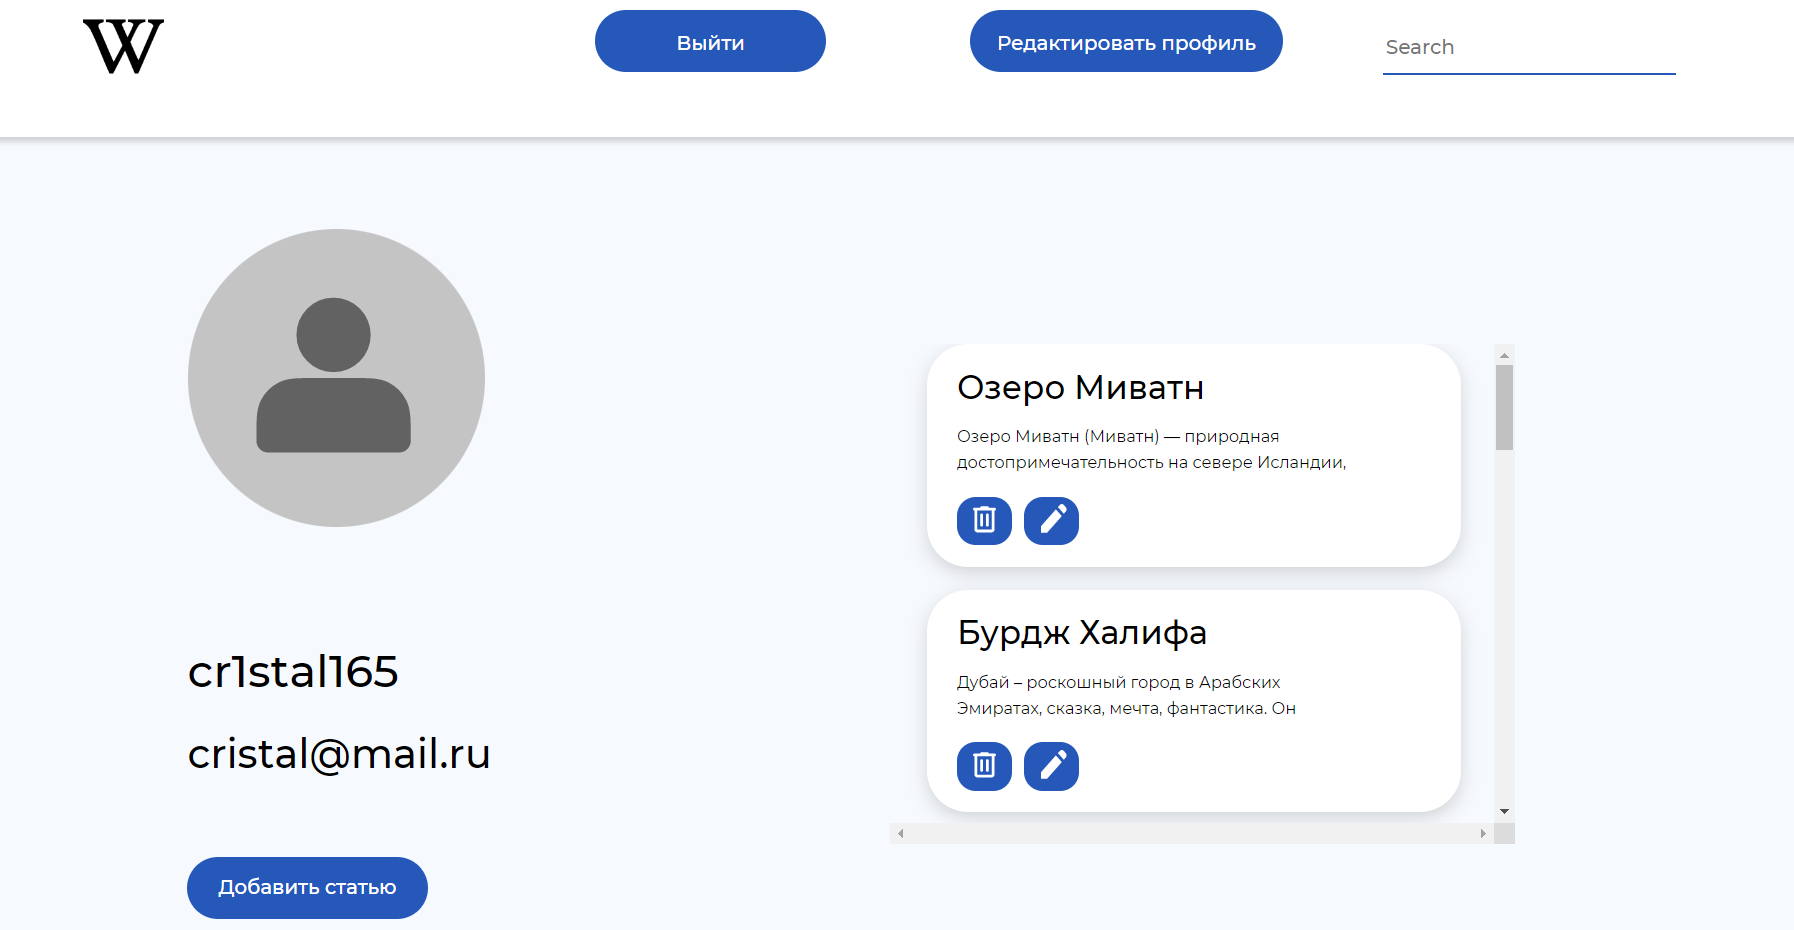 W
Выйти
Редактировать профиль
Search
cr1stal165
cristal@mail.ru
Добавить статью
Озеро Миватн
Озеро Миватн (Миватн) — природная
достопримечательность на севере Исландии,
Бурдж Халифа
Дубай – роскошный город в Арабских
Эмиратах, сказка, мечта, фантастика. Он